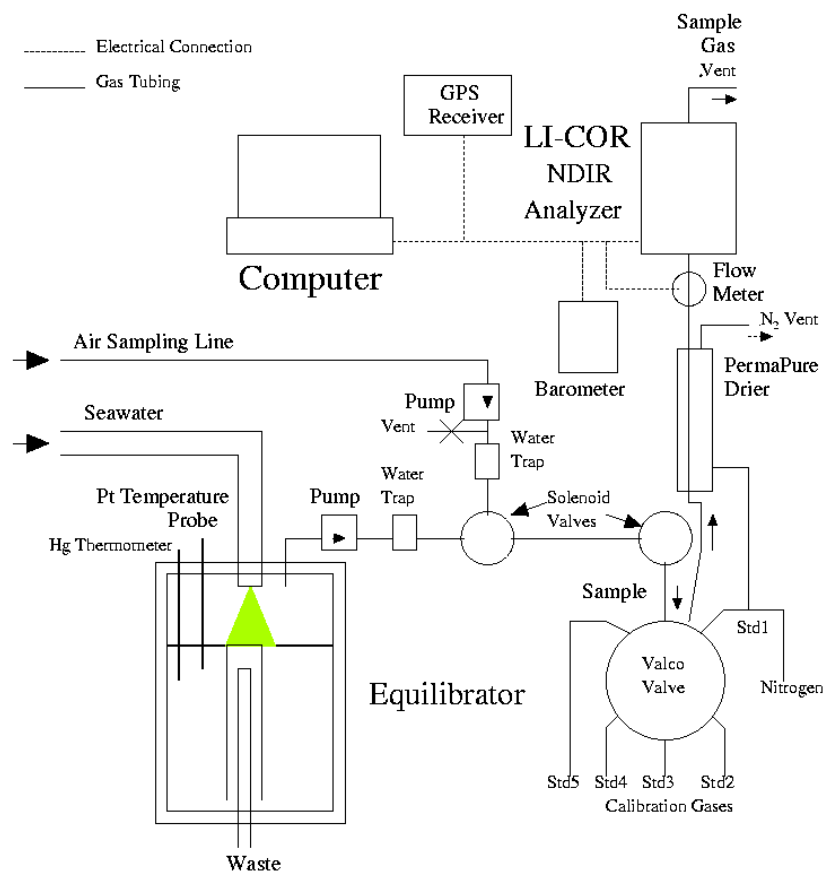 Electrical Connection
Gas Tubing
Sample
Gas
Vent
GPS
Receiver
LI-COR
NDIR
Analyzer
Computer
Flow
Meter
N2 Vent
PermaPure
Drier
Barometer
Air Sampling Line
Pump
Vent
Water
Trap
Seawater
Pt Temperature
Probe
Hg Thermometer
Pump
Water
Trap
Solenoid
Valves
Sample
Std1
Valco
Valve
Nitrogen
Equilibrator
Std5
Std4
Std3
Std2
Calibration Gases
Waste